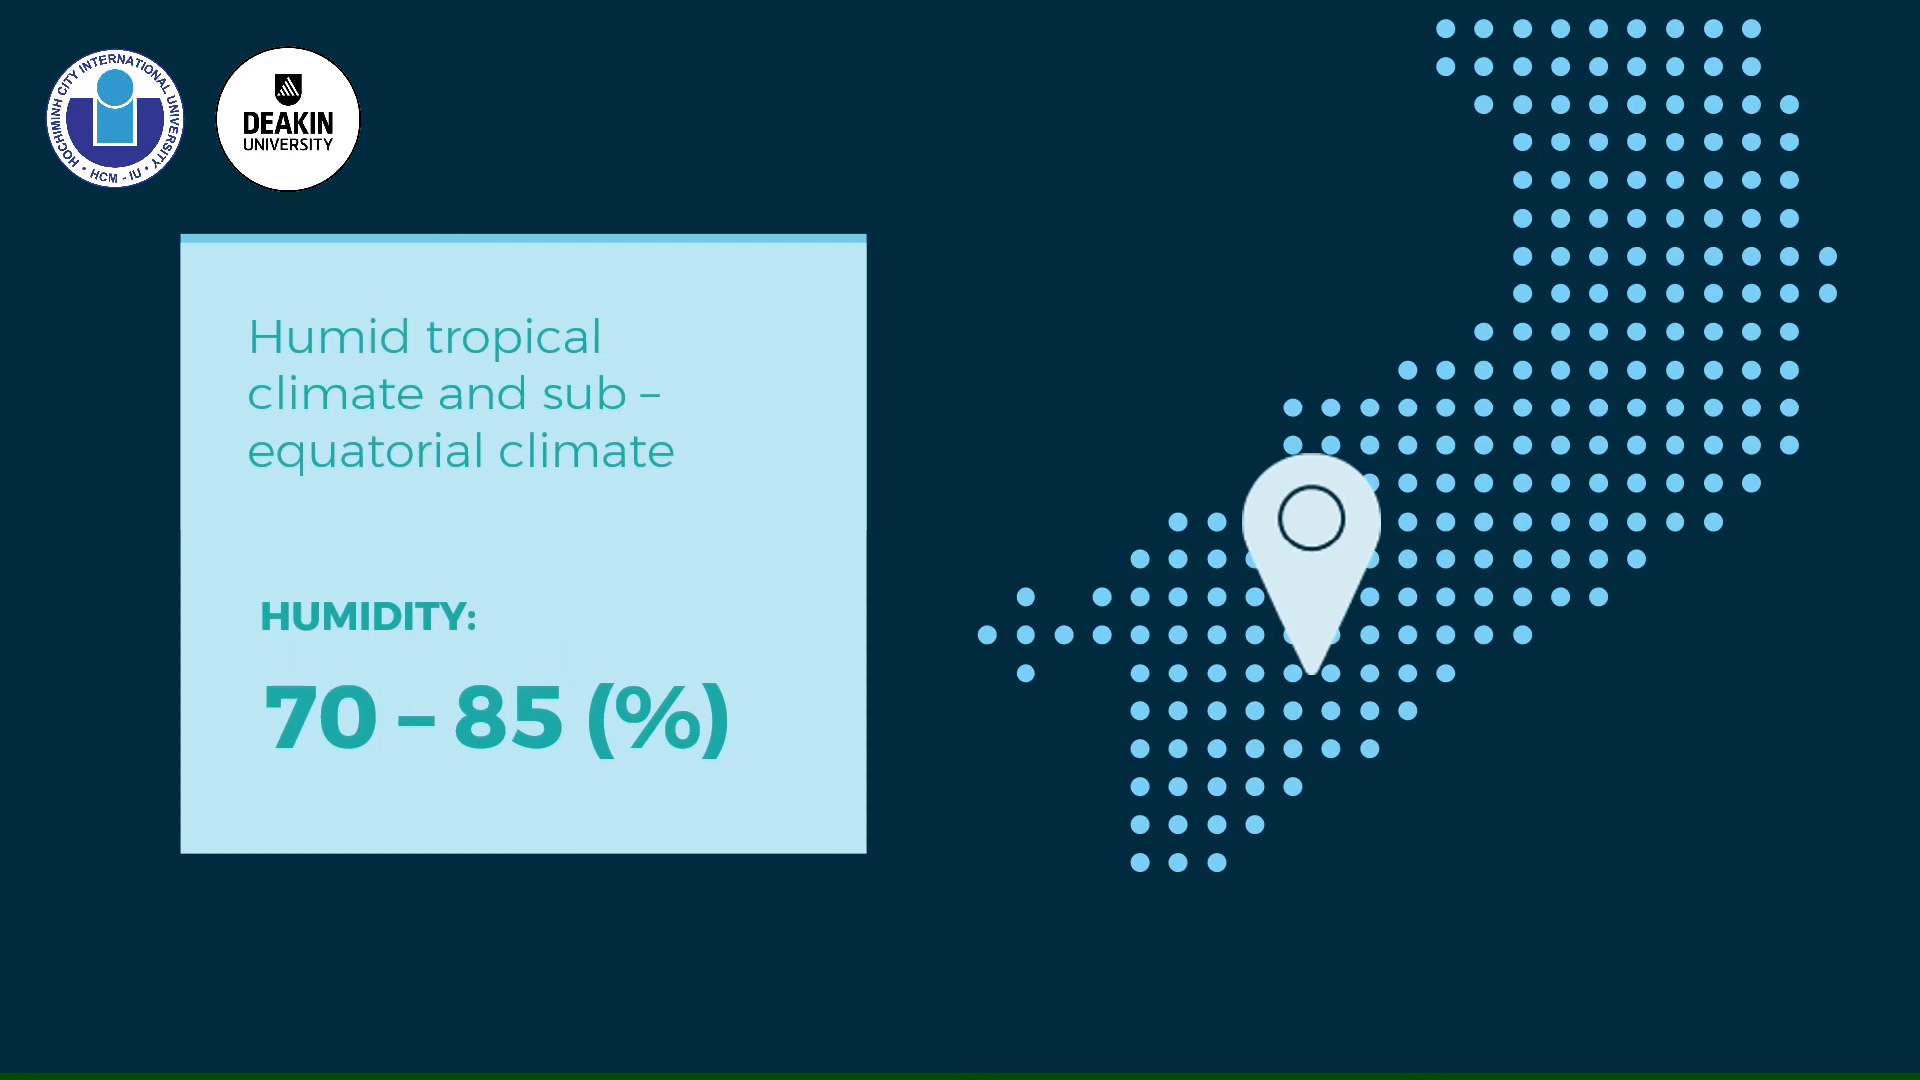 HOCHIMINH CITY INTERNATIONAL UNIVERSITY
• HCM - IU •
DEAKIN
UNIVERSITY
Humid tropical
climate and sub –
equatorial climate
HUMIDITY:
70 – 85 (%)